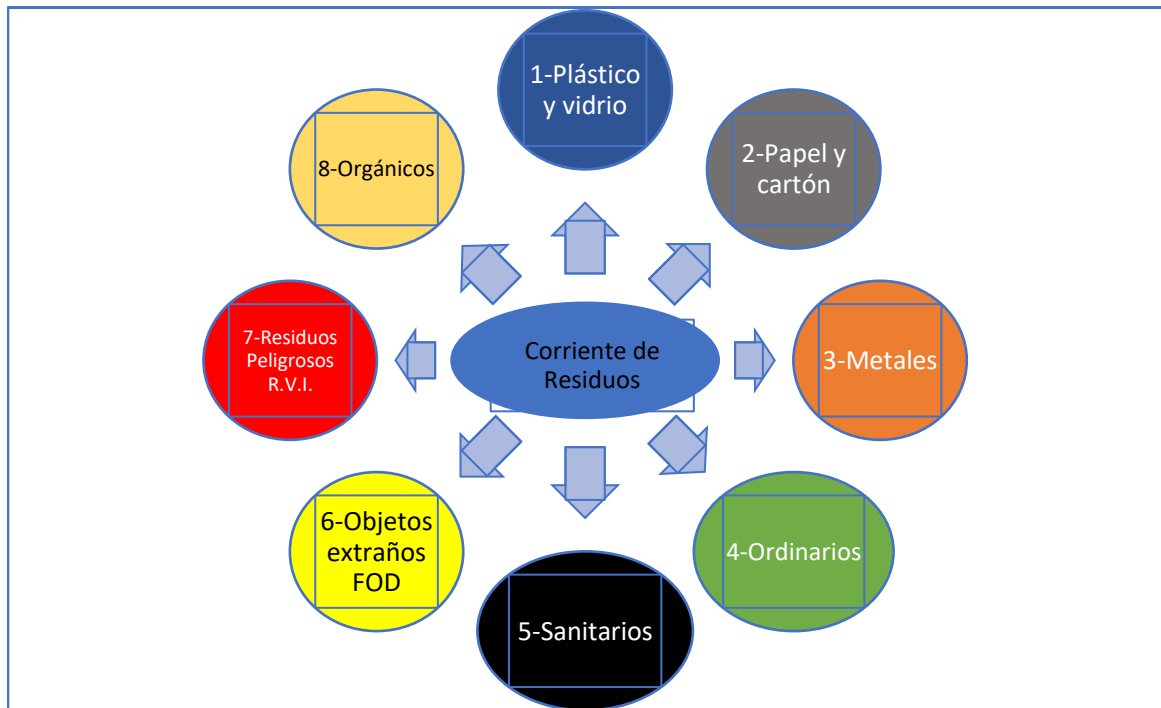 1-Plástico
y vidrio
2-Papel y
cartón
3-Metales
4-Ordinarios
5-Sanitarios
6-Objetos
extraños
FOD
7-Residuos
Peligrosos
R.V.I.
8-Orgánicos
Corriente de
Residuos